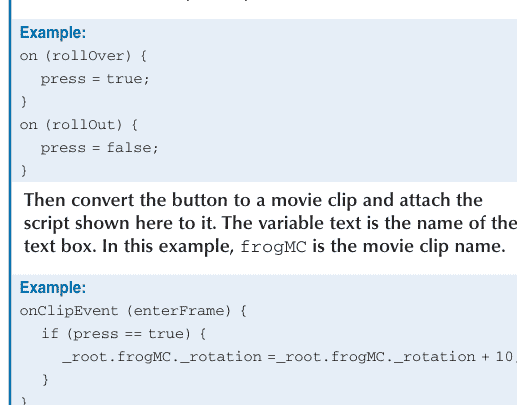 Example:
on (rollOver) {
press = true;
}
on (rollOut) {
press = false;
}
Then convert the button to a movie clip and attach the
script shown here to it. The variable text is the name of the
text box. In this example, frogMC is the movie clip name.
Example:
onClipEvent (enterFrame) {
if (press == true) {
_root.frogMC._rotation =_root.frogMC._rotation + 10
}
}